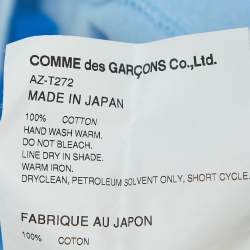 COMME des GARÇONS Co.,Ltd.
AZ-T272
MADE IN JAPAN
100% COTTON
HAND WASH WARM.
DO NOT BLEACH.
LINE DRY IN SHADE.
WARM IRON.
DRYCLEAN, PETROLEUM SOLVENT ONLY, SHORT CYCLE.
FABRIQUE AU JAPON
100% COTON